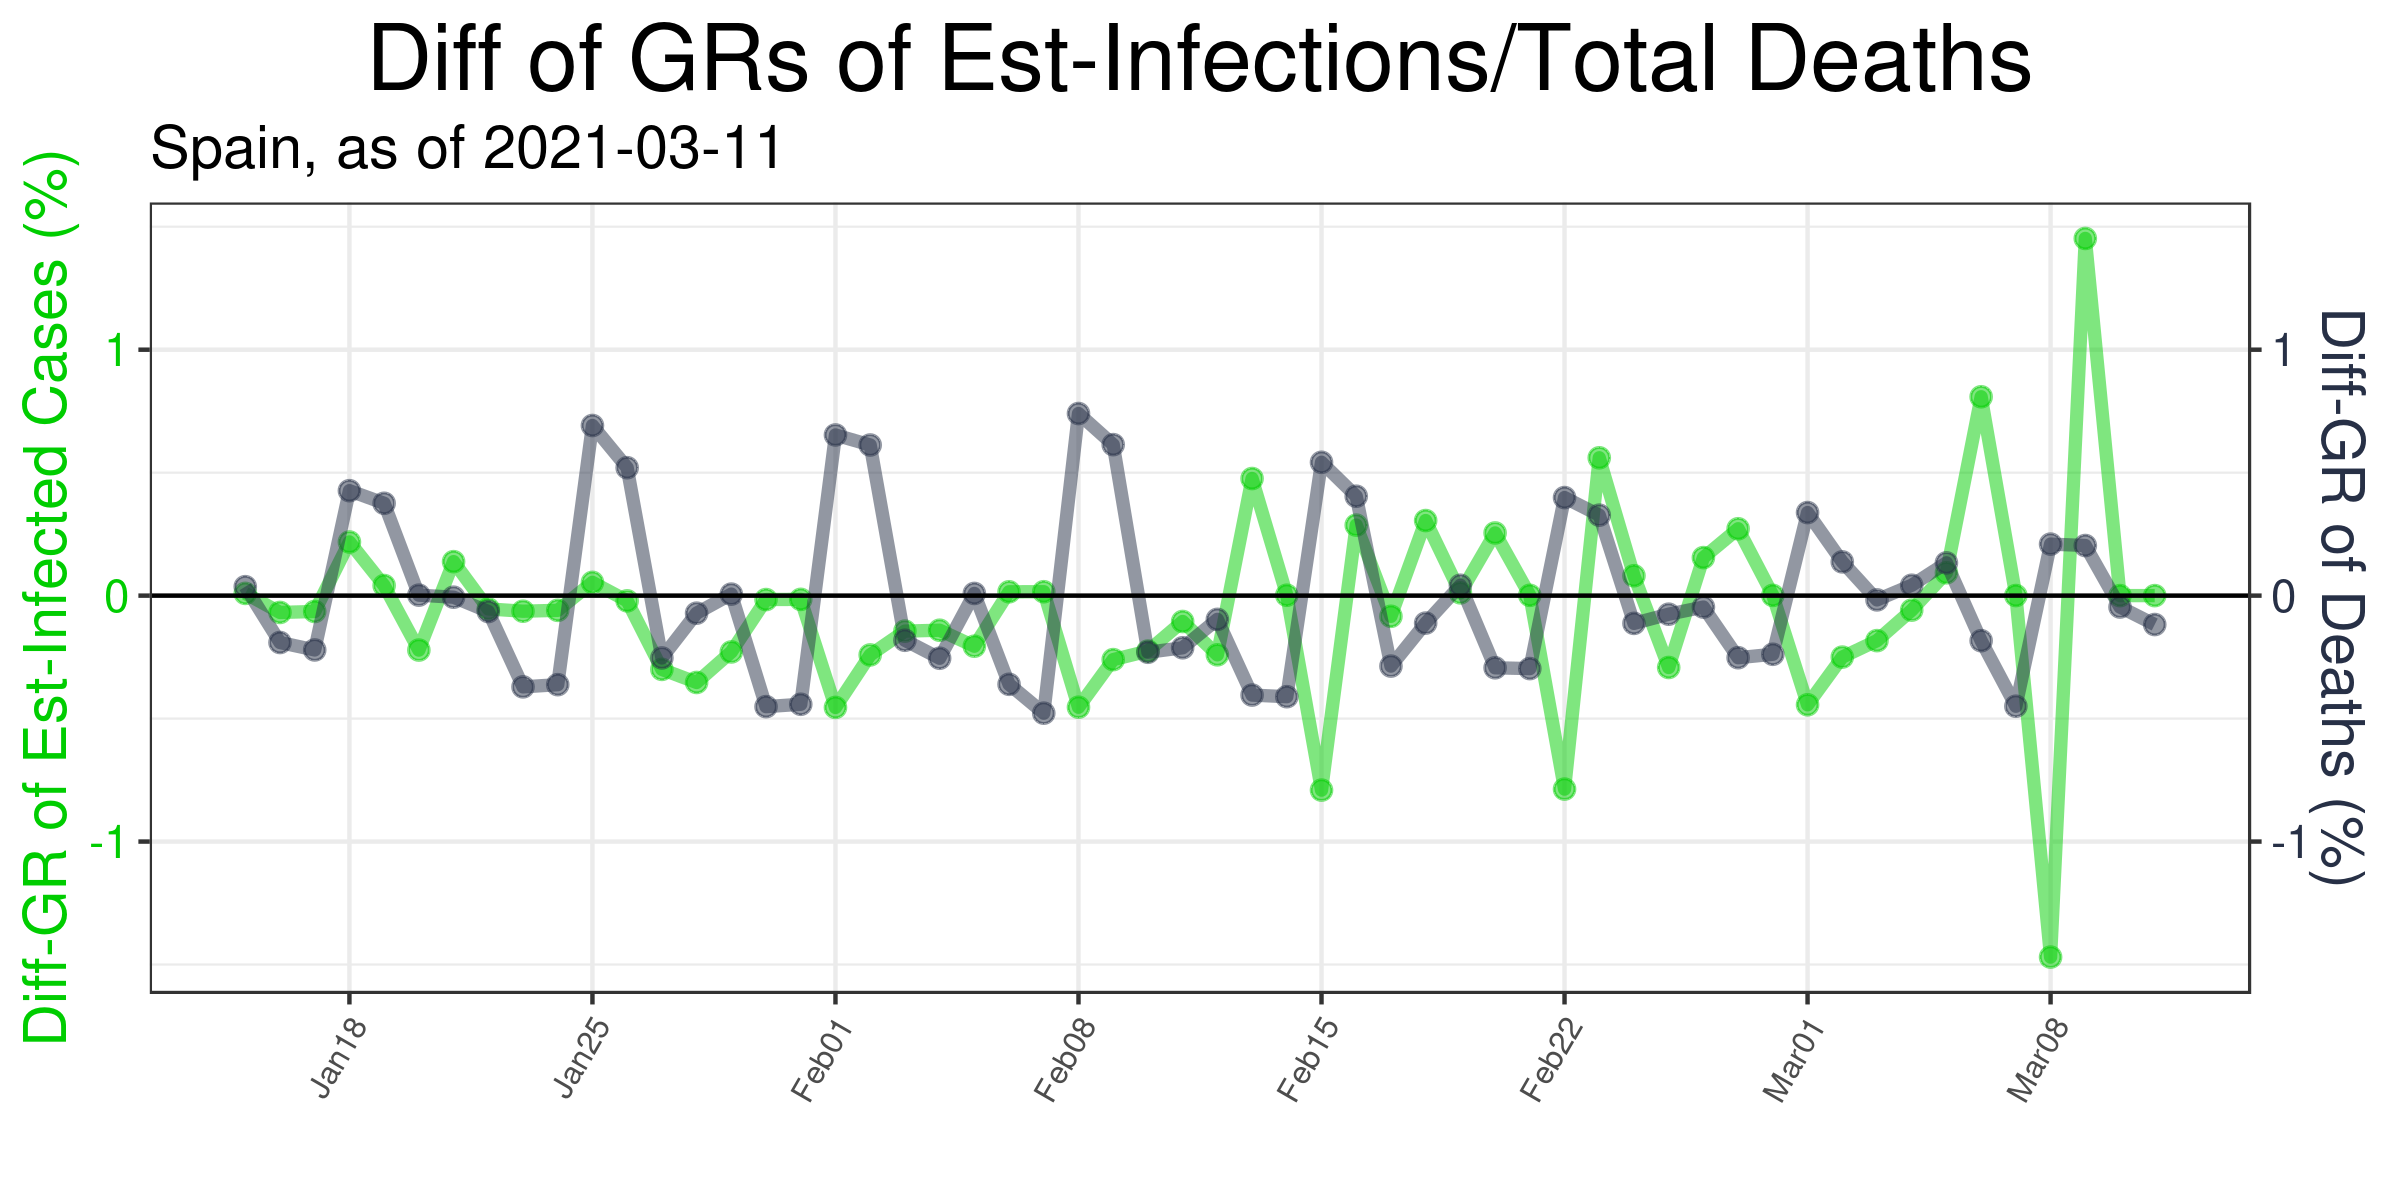 Diff of GRs of Est-Infections/Total Deaths
Spain, as of 2021-03-11
Diff-GR of Est-Infected Cases (%)
1
0
-1
1
0
-1
Diff-GR of Deaths (%)
Jan18
Jan25
Feb01
Feb08
Feb15
Feb22
Mar01
Mar08